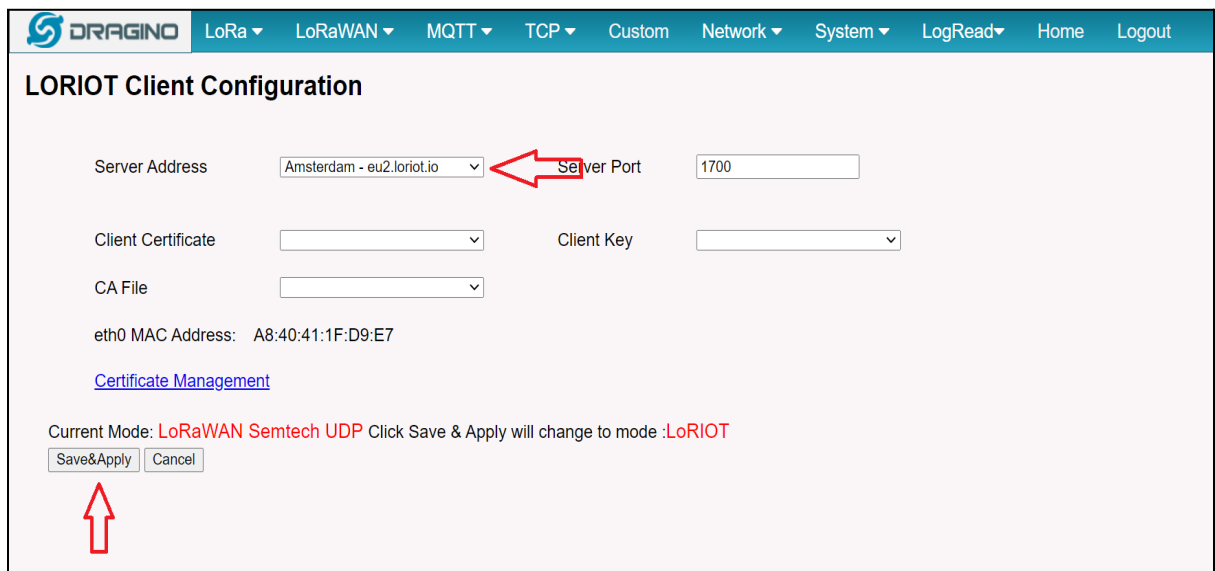 DRAGINO LoRa LoRaWAN MQTT TCP Custom Network System LogRead Home Logout
LORIOT Client Configuration
Server Address Amsterdam - eu2.loriot.io Server Port 1700
Client Certificate Client Key
CA File
eth0 MAC Address: A8:40:41:1F:D9:E7
Certificate Management
Current Mode: LoRaWAN Semtech UDP Click Save & Apply will change to mode :LoRIOT
Save&Apply Cancel